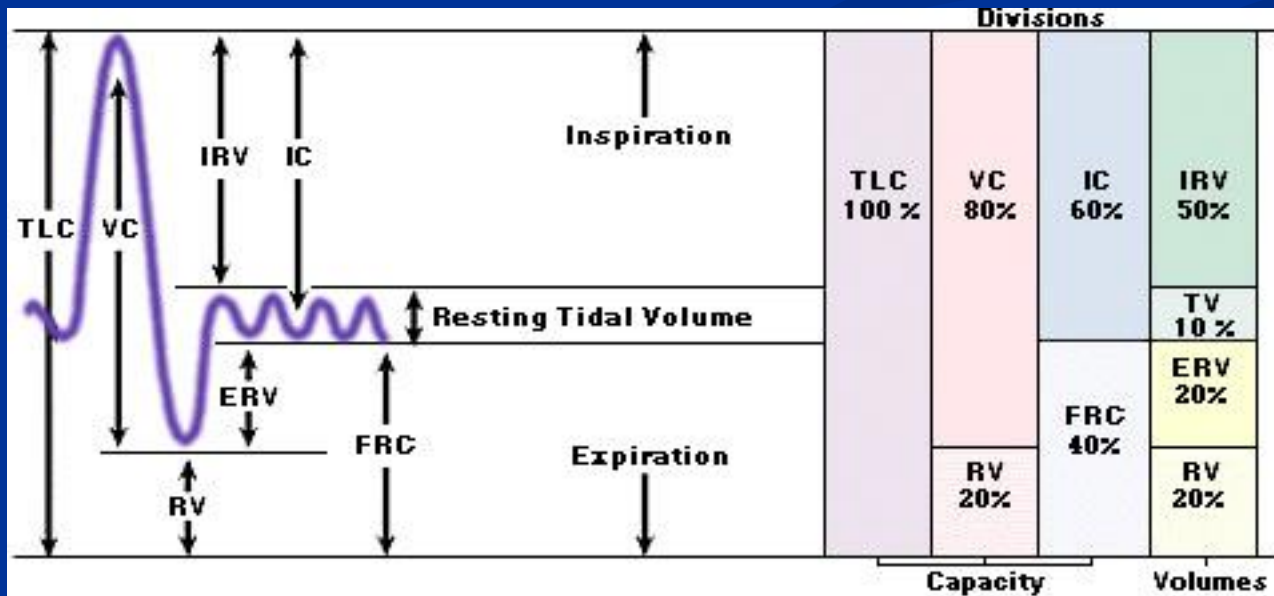 Divisions
IRV
IC
Inspiration
TLC
VC
Resting Tidal Volume
ERV
FRC
Expiration
RV
TLC
100 %
VC
80%
IC
60%
IRV
50%
TV
10 %
ERV
20%
FRC
40%
RV
20%
RV
20%
Capacity
Volumes